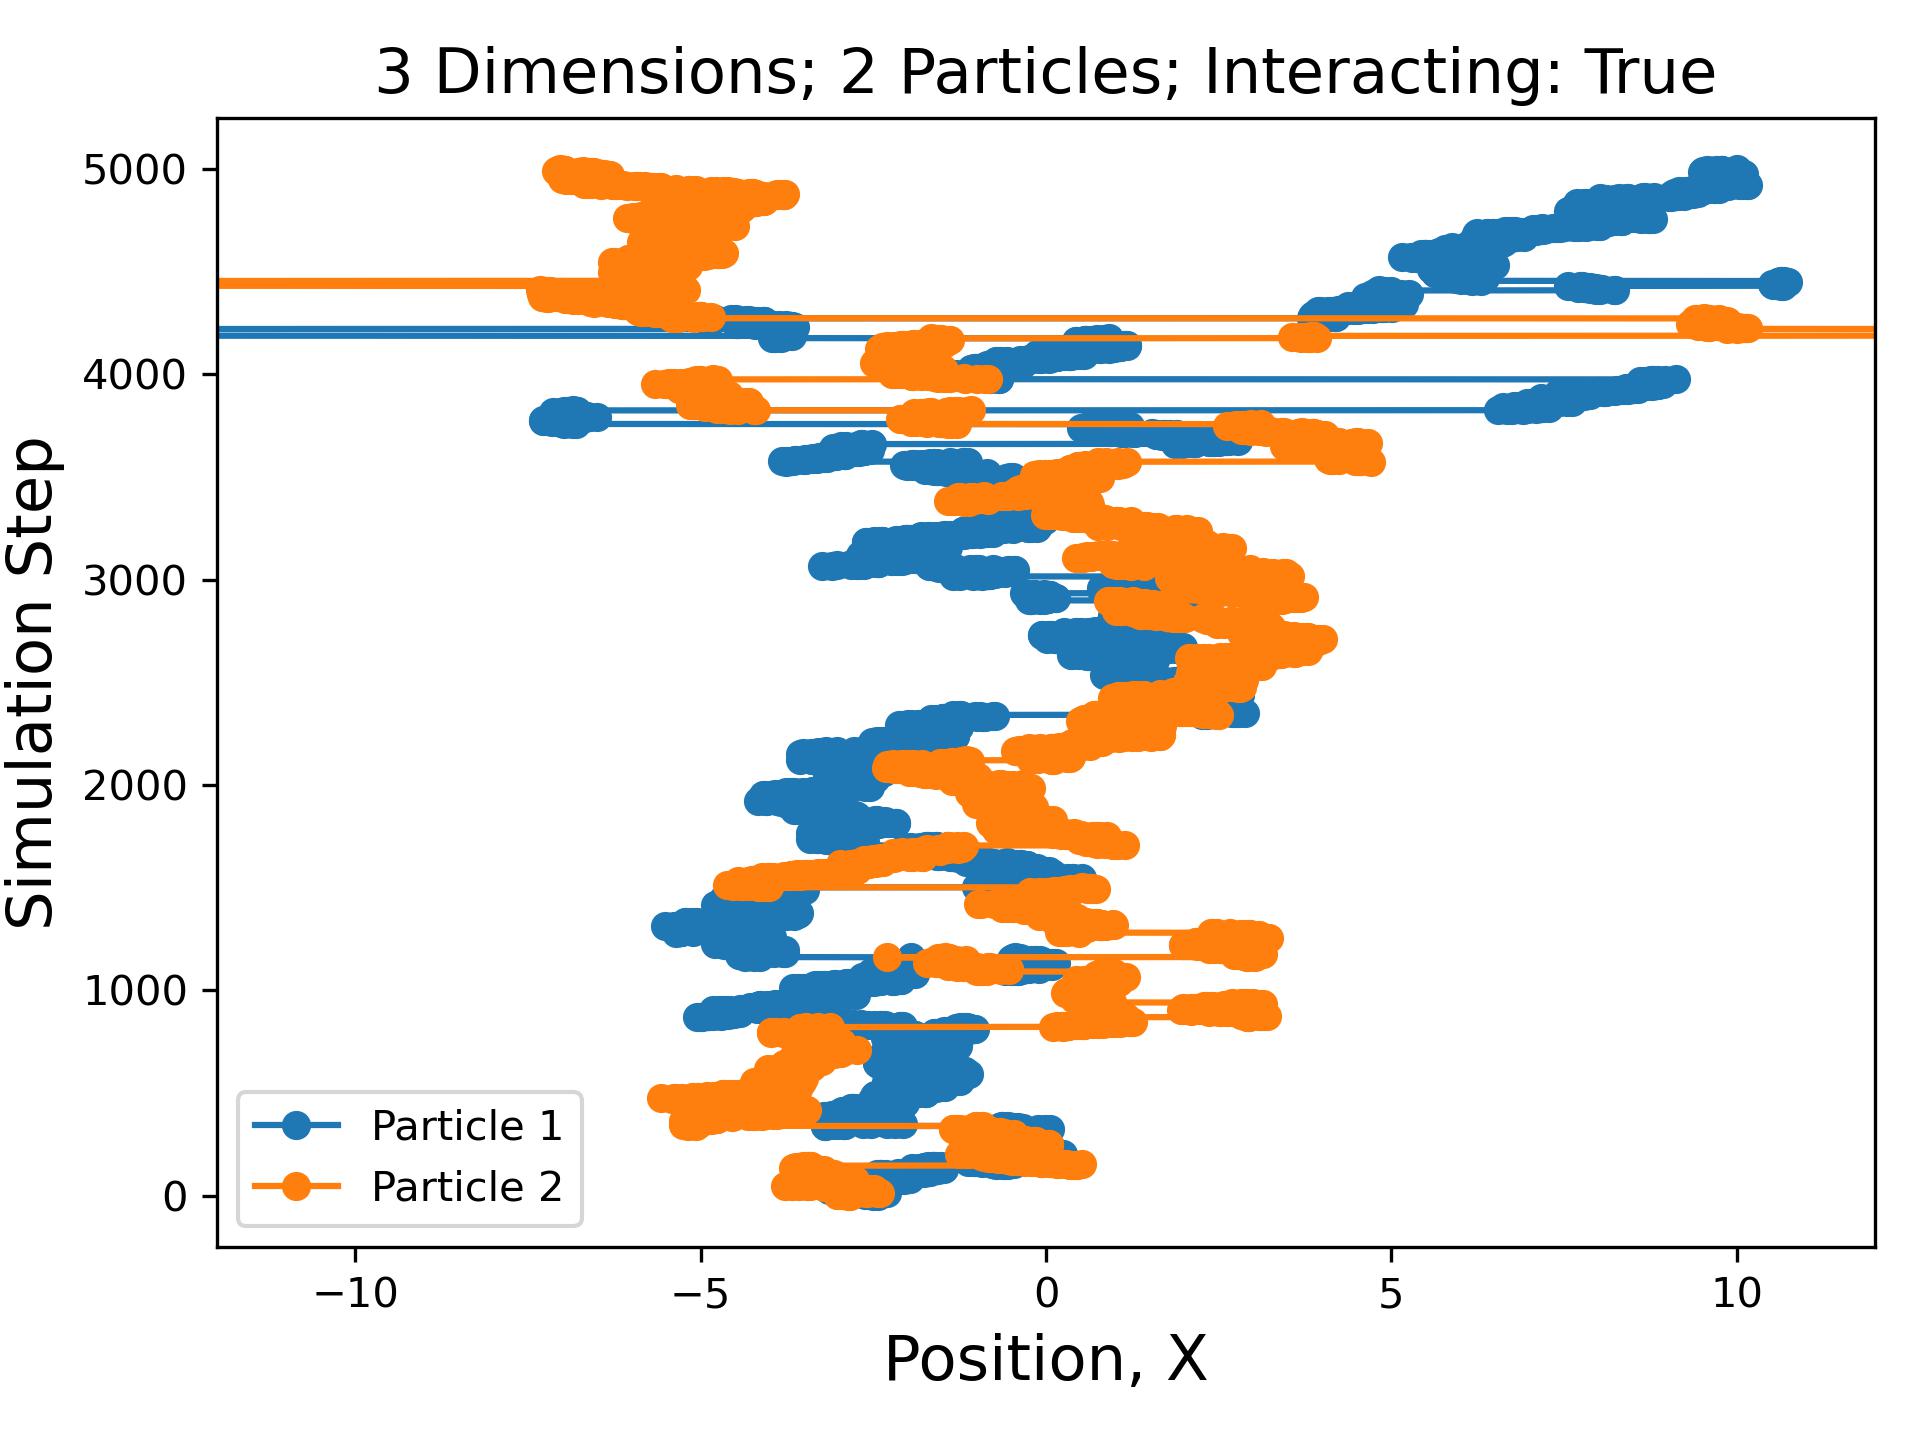 3 Dimensions; 2 Particles; Interacting: True
Simulation Step
5000
4000
3000
2000
1000
0
Particle 1
Particle 2
−10
−5
0
5
10
Position, X